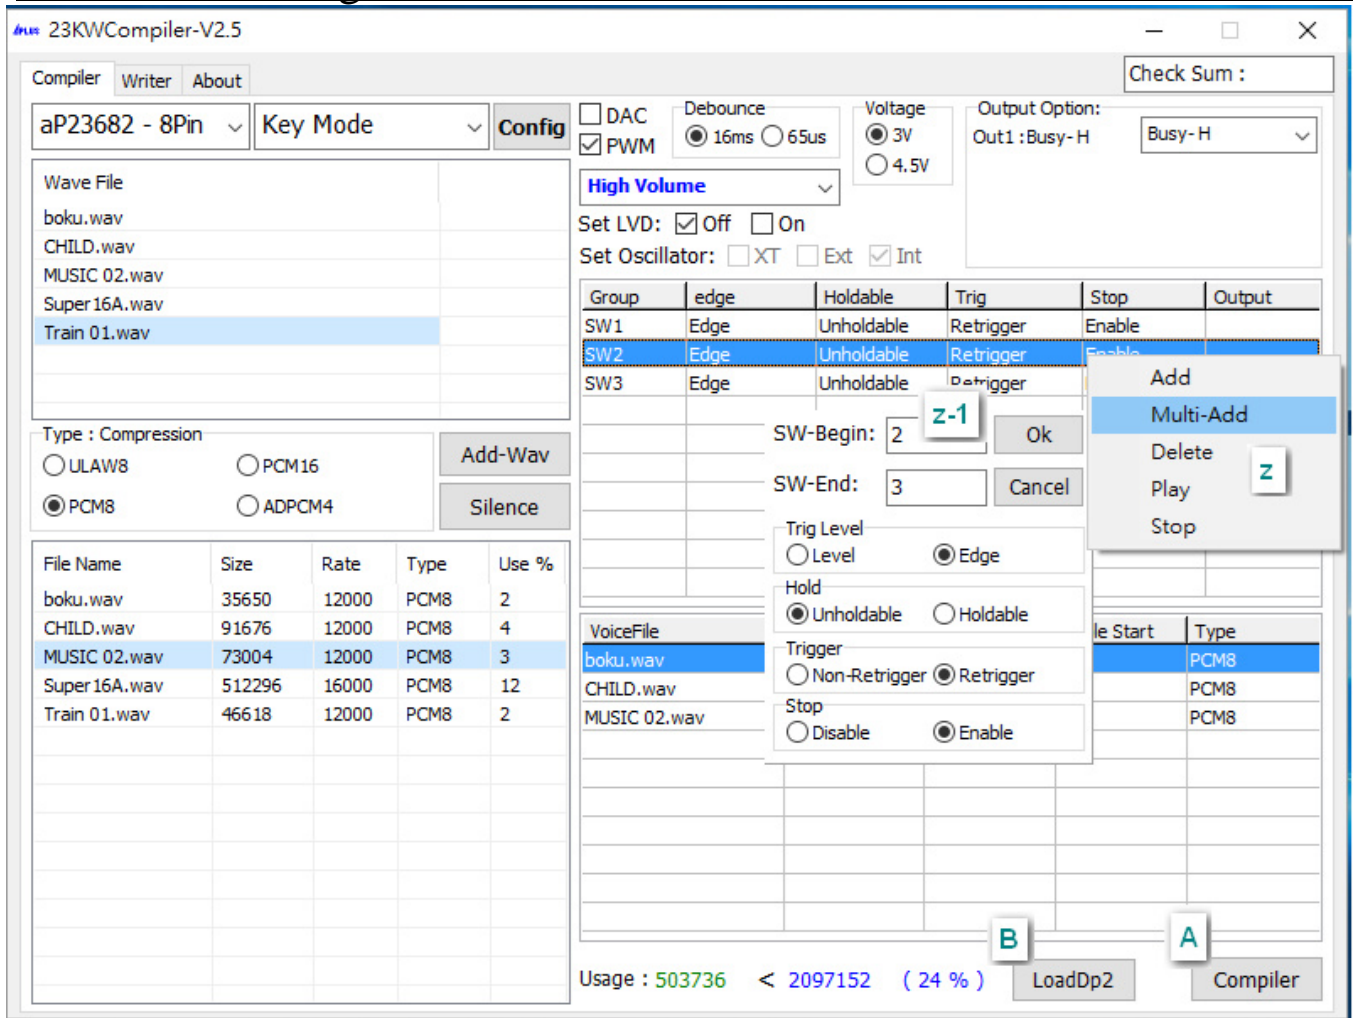 23KWCompiler-V2.5
Compiler Writer About
Check Sum :
aP23682 - 8Pin Key Mode Config
DAC
PWM
Debounce
16ms 65us
Voltage
3V
4.5V
Output Option:
Out1 :Busy- H Busy- H
High Volume
Set LVD: Off On
Set Oscillator: XT Ext Int
Wave File
boku.wav
CHILD.wav
MUSIC 02.wav
Super16A.wav
Train 01.wav
Group edge Holdable Trig Stop Output
SW1 Edge Unholdable Retrigger Enable
SW2 Edge Unholdable Retrigger Enable
SW3 Edge Unholdable Retrigger
Add
Multi-Add
Delete
Play
Stop
z
z-1
SW-Begin: 2 Ok
SW-End: 3 Cancel
Trig Level
Level Edge
Hold
Unholdable Holdable
Trigger
Non-Retrigger Retrigger
Stop
Disable Enable
Type : Compression
ULAW8 PCM16
PCM8 ADPCM4
Add-Wav
Silence
File Name Size Rate Type Use %
boku.wav 35650 12000 PCM8 2
CHILD.wav 91676 12000 PCM8 4
MUSIC 02.wav 73004 12000 PCM8 3
Super16A.wav 512296 16000 PCM8 12
Train 01.wav 46618 12000 PCM8 2
VoiceFile le Start Type
boku.wav PCM8
CHILD.wav PCM8
MUSIC 02.wav PCM8
B A
Usage : 503736 < 2097152 ( 24 % ) LoadDp2 Compiler